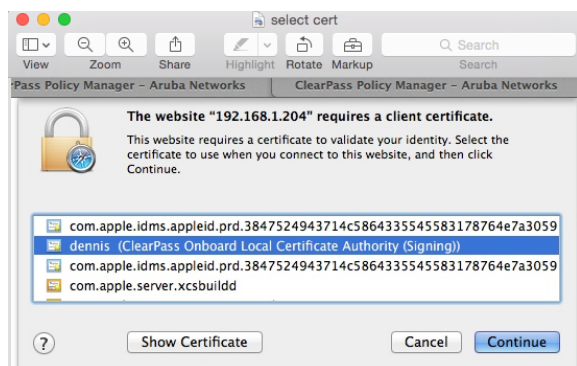 select cert
Search
View Zoom Share Highlight Rotate Markup Search
Pass Policy Manager – Aruba Networks ClearPass Policy Manager – Aruba Networks
The website "192.168.1.204" requires a client certificate.
This website requires a certificate to validate your identity. Select the
certificate to use when you connect to this website, and then click
Continue.
com.apple.idms.appleid.prd.3847524943714c5864335545583178764e7a3059
dennis (ClearPass Onboard Local Certificate Authority (Signing))
com.apple.idms.appleid.prd.3847524943714c5864335545583178764e7a3059
com.apple.server.xcsbuildd
? Show Certificate Cancel Continue